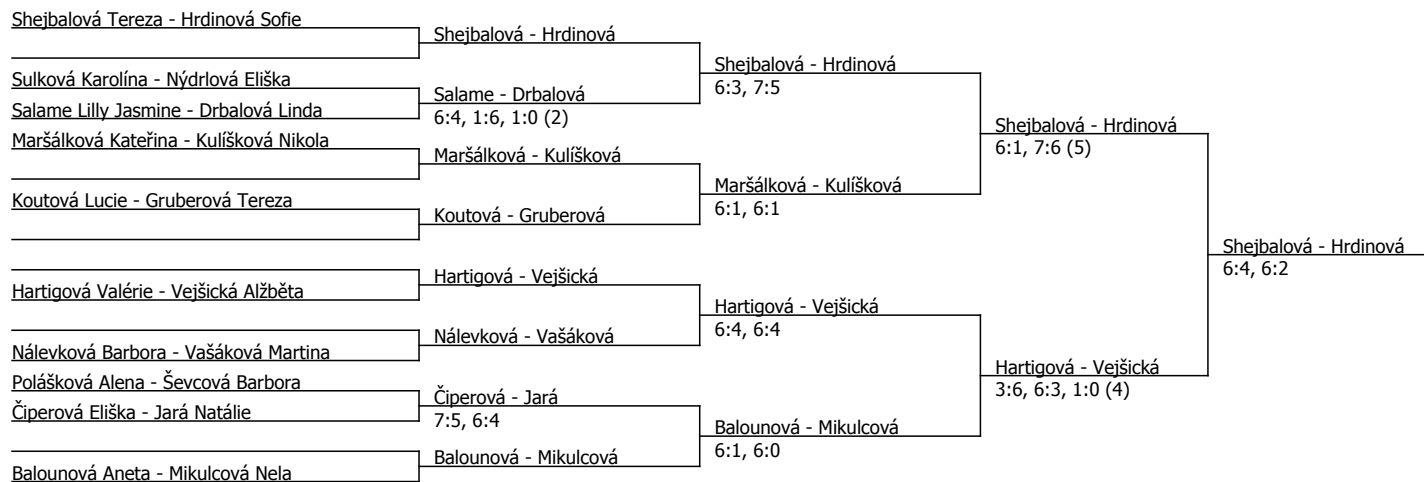 Shejbalová Tereza - Hrdinová Sofie
Sulková Karolína - Nýdrlová Eliška
Salame Lilly Jasmine - Drbalová Linda
Maršálková Kateřina - Kulíšková Nikola
Koutová Lucie - Gruberová Tereza
Hartigová Valérie - Vejšická Alžběta
Nálevková Barbora - Vašáková Martina
Polášková Alena - Ševcová Barbora
Čiperová Eliška - Jará Natálie
Balounová Aneta - Mikulcová Nela
Shejbalová - Hrdinová
Salame - Drbalová
6:4, 1:6, 1:0 (2)
Maršálková - Kulíšková
Koutová - Gruberová
Hartigová - Vejšická
Nálevková - Vašáková
Čiperová - Jará
7:5, 6:4
Balounová - Mikulcová
Shejbalová - Hrdinová
6:3, 7:5
Maršálková - Kulíšková
6:1, 6:1
Hartigová - Vejšická
6:4, 6:4
Balounová - Mikulcová
6:1, 6:0
Shejbalová - Hrdinová
6:1, 7:6 (5)
Hartigová - Vejšická
3:6, 6:3, 1:0 (4)
Shejbalová - Hrdinová
6:4, 6:2